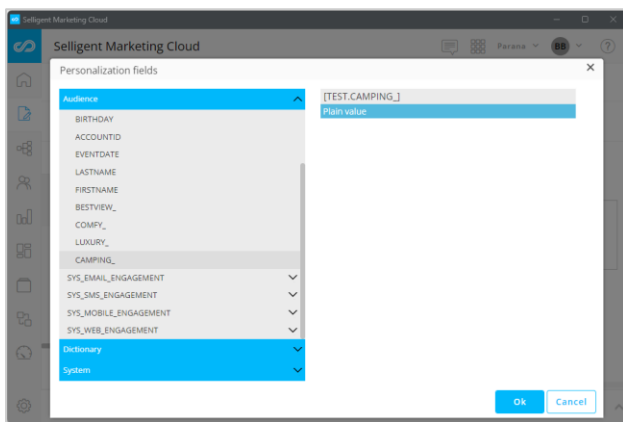 Selligent Marketing Cloud
Selligent Marketing Cloud
Parana
BB
?
Personalization fields
Audience
BIRTHDAY
ACCOUNTID
EVENTDATE
LASTNAME
FIRSTNAME
BESTVIEW_
COMFY_
LUXURY_
CAMPING_
SYS_EMAIL_ENGAGEMENT
SYS_SMS_ENGAGEMENT
SYS_MOBILE_ENGAGEMENT
SYS_WEB_ENGAGEMENT
Dictionary
System
[TEST.CAMPING_]
Plain value
Ok
Cancel